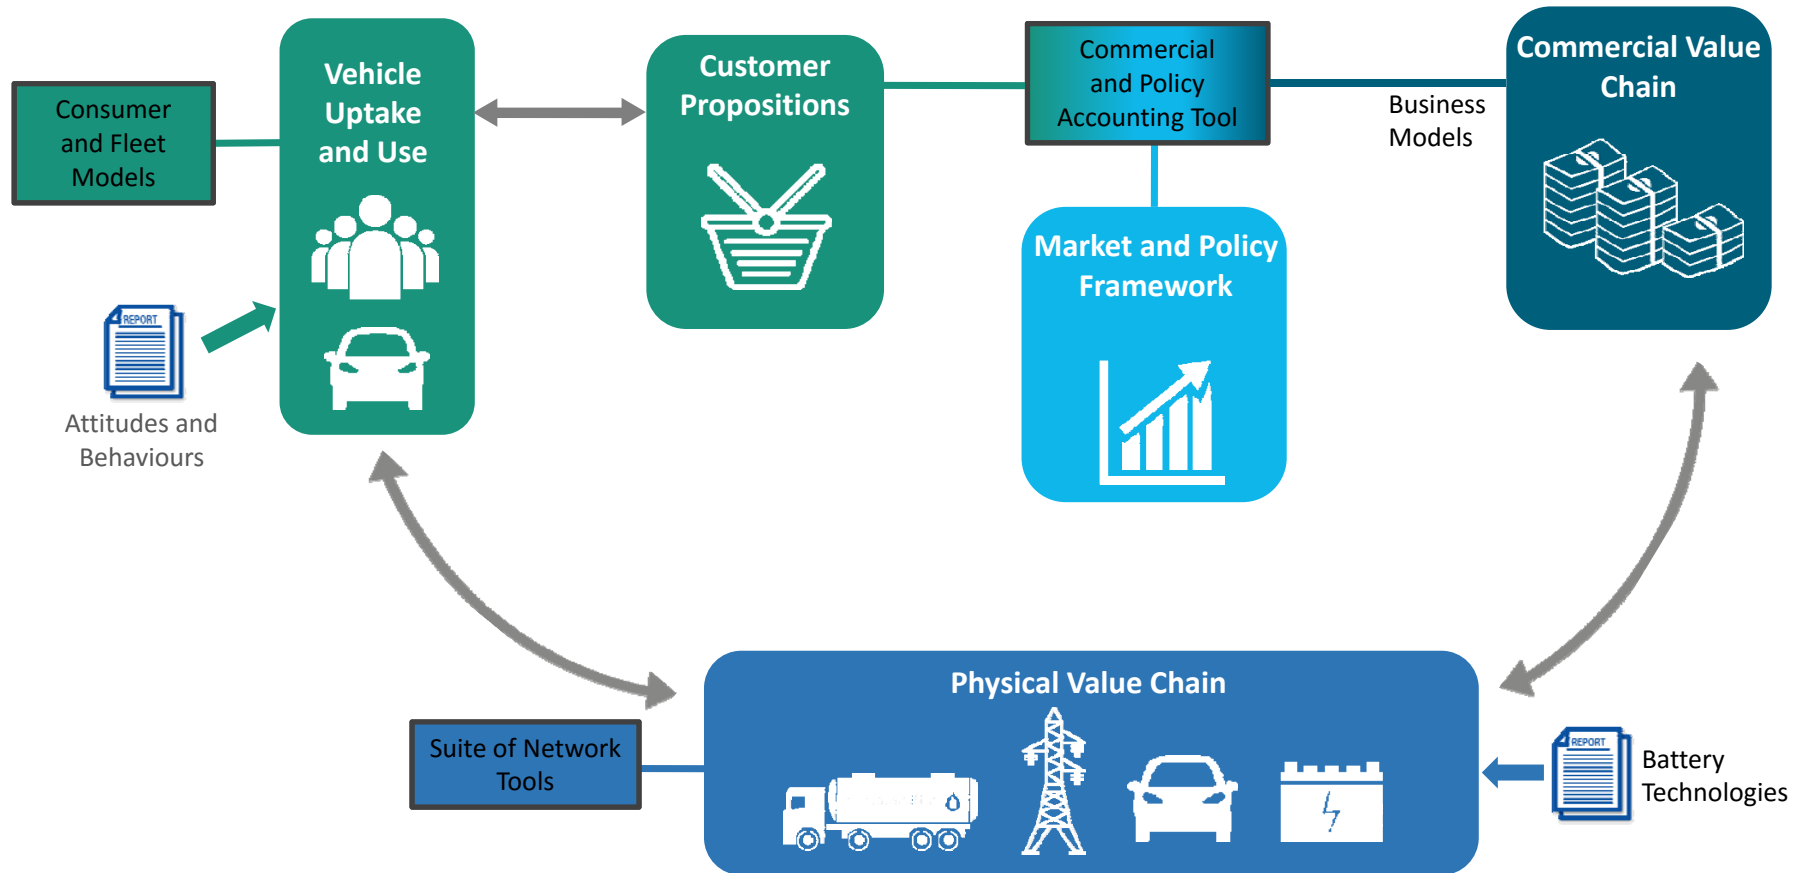 Consumer
and Fleet
Models
Vehicle
Uptake
and Use
Customer
Propositions
Commercial
and Policy
Accounting Tool
Business
Models
Commercial Value
Chain
Market and Policy
Framework
REPORT
Attitudes and
Behaviours
Physical Value Chain
Suite of Network
Tools
REPORT
Battery
Technologies